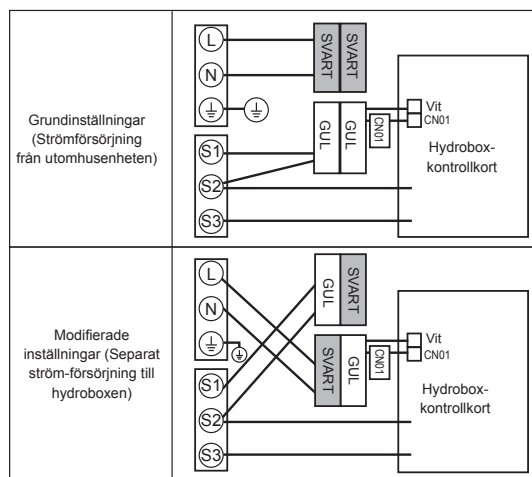 Grundinställningar
(Strömförsörjning
från utomhusenheten)
L
N
S1
S2
S3
SVART
SVART
GUL
GUL
CN01
Vit
CN01
Hydrobox-
kontrollkort
Modifierade
inställningar (Separat
ström-försörjning till
hydroboxen)
L
N
S1
S2
S3
GUL
SVART
SVART
GUL
CN01
Vit
CN01
Hydrobox-
kontrollkort